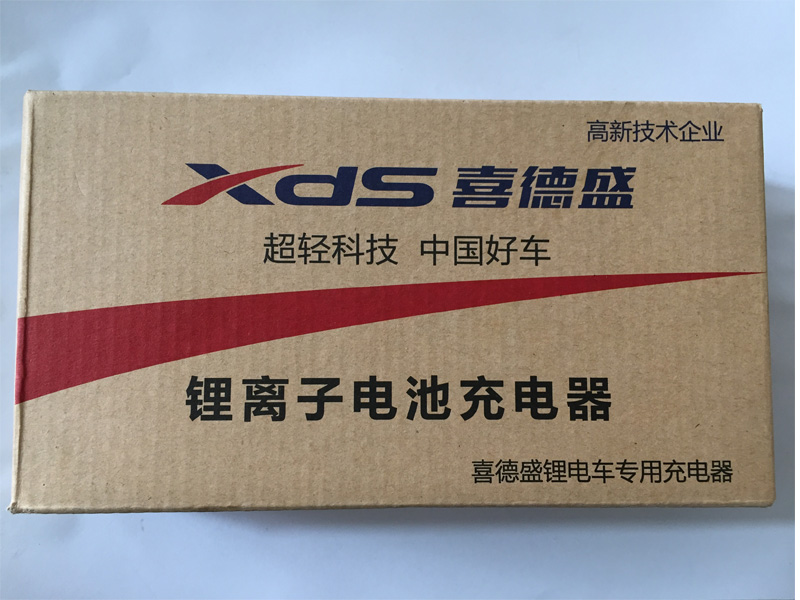 高新技术企业
xds 喜德盛
超轻科技 中国好车
锂离子电池充电器
喜德盛锂电车专用充电器